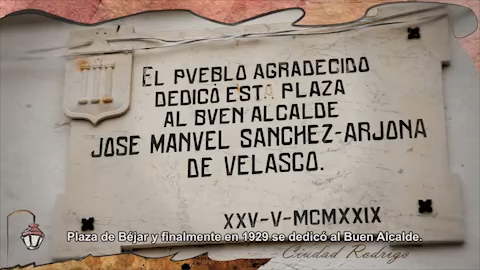 EL PVEBLO AGRADECIDO
DEDICÓ ESTA PLAZA
AL BVEN ALCALDE
JOSE MANVEL SANCHEZ-ARJONA
DE VELASCO.
XXV-V-MCMXXIX
Plaza de Béjar y finalmente en 1929 se dedicó al Buen Alcalde.
Ciudad Rodrigo